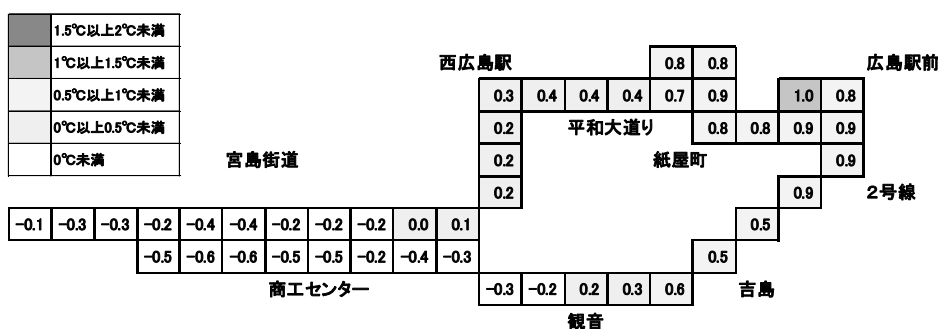 1.5℃以上2℃未満
1℃以上1.5℃未満
0.5℃以上1℃未満
0℃以上0.5℃未満
0℃未満
西広島駅 0.8 0.8 広島駅前
0.3 0.4 0.4 0.4 0.7 0.9 1.0 0.8
0.2 平和大道り 0.8 0.8 0.9 0.9
宮島街道 0.2 紙屋町 0.9
0.2 0.9 2号線
−0.1 −0.3 −0.3 −0.2 −0.4 −0.4 −0.2 −0.2 −0.2 0.0 0.1 0.5
−0.5 −0.6 −0.6 −0.5 −0.5 −0.2 −0.4 −0.3 0.5
商工センター −0.3 −0.2 0.2 0.3 0.6 吉島
観音